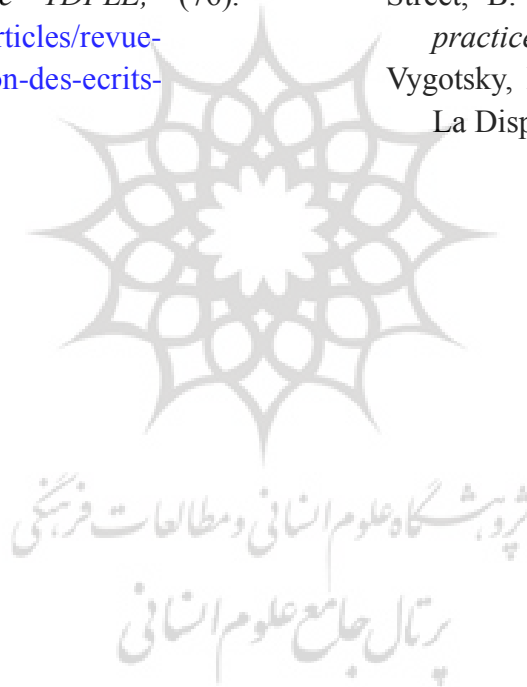 TDFLE, (70).
rticles/revue-
on-des-ecrits-
Street, B.
practice
Vygotsky,
La Disp
پژوهشگاه علوم انسانی و مطالعات فرهنگی
پرتال جامع علوم انسانی